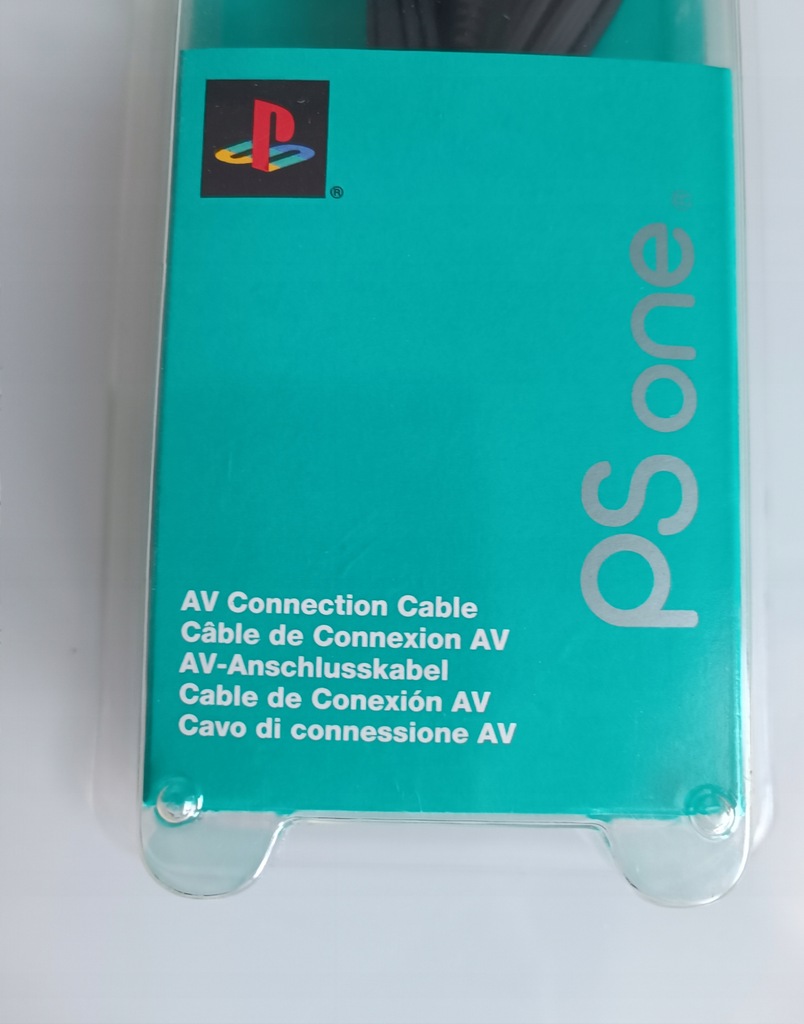 ®
PS one®
AV Connection Cable
Câble de Connexion AV
AV-Anschlusskabel
Cable de Conexión AV
Cavo di connessione AV